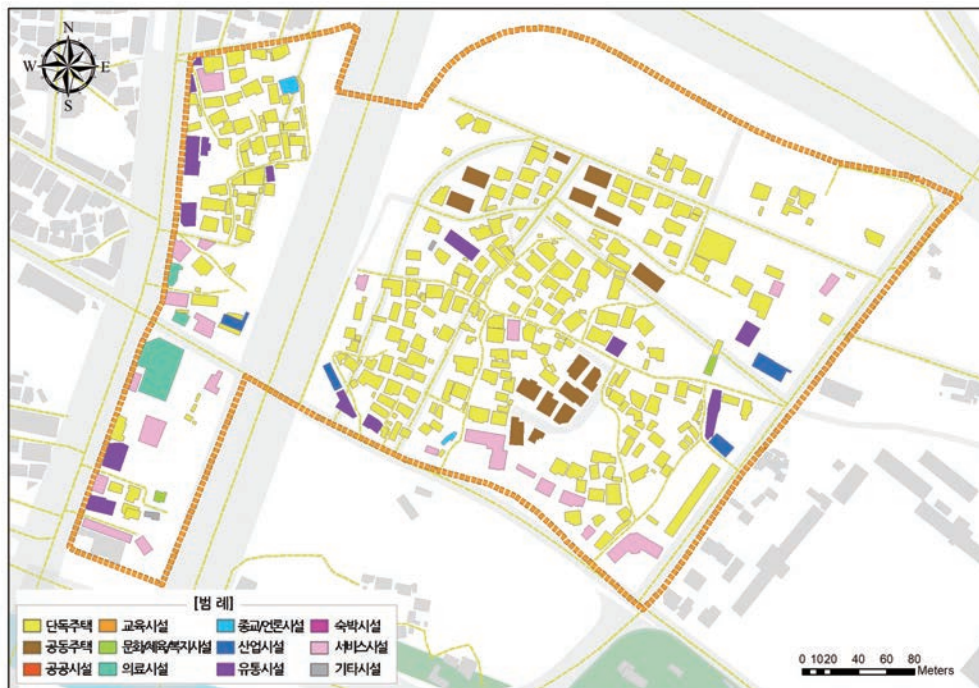 N
W E
S
[범 례]
단독주택 교육시설 종교/언론시설 숙박시설
공동주택 문화/체육/복지시설 산업시설 서비스시설
공공시설 의료시설 유통시설 기타시설
0 10 20 40 60 80
Meters